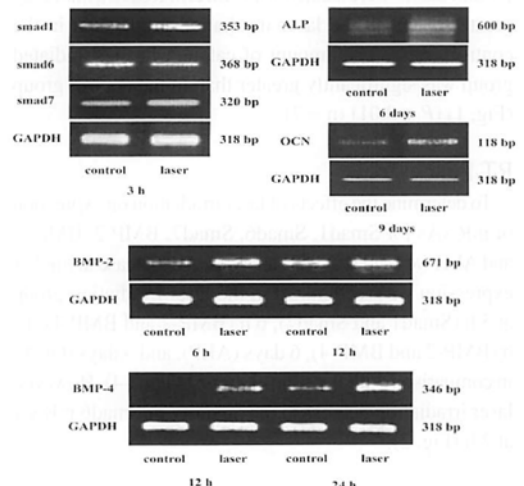 smad1 353 bp
smad6 368 bp
smad7 320 bp
GAPDH 318 bp
control laser
3 h
ALP 600 bp
GAPDH 318 bp
control laser
6 days
OCN 118 bp
GAPDH 318 bp
control laser
9 days
BMP-2 671 bp
GAPDH 318 bp
control laser control laser
6 h 12 h
BMP-4 346 bp
GAPDH 318 bp
control laser control laser
12 h 24 h